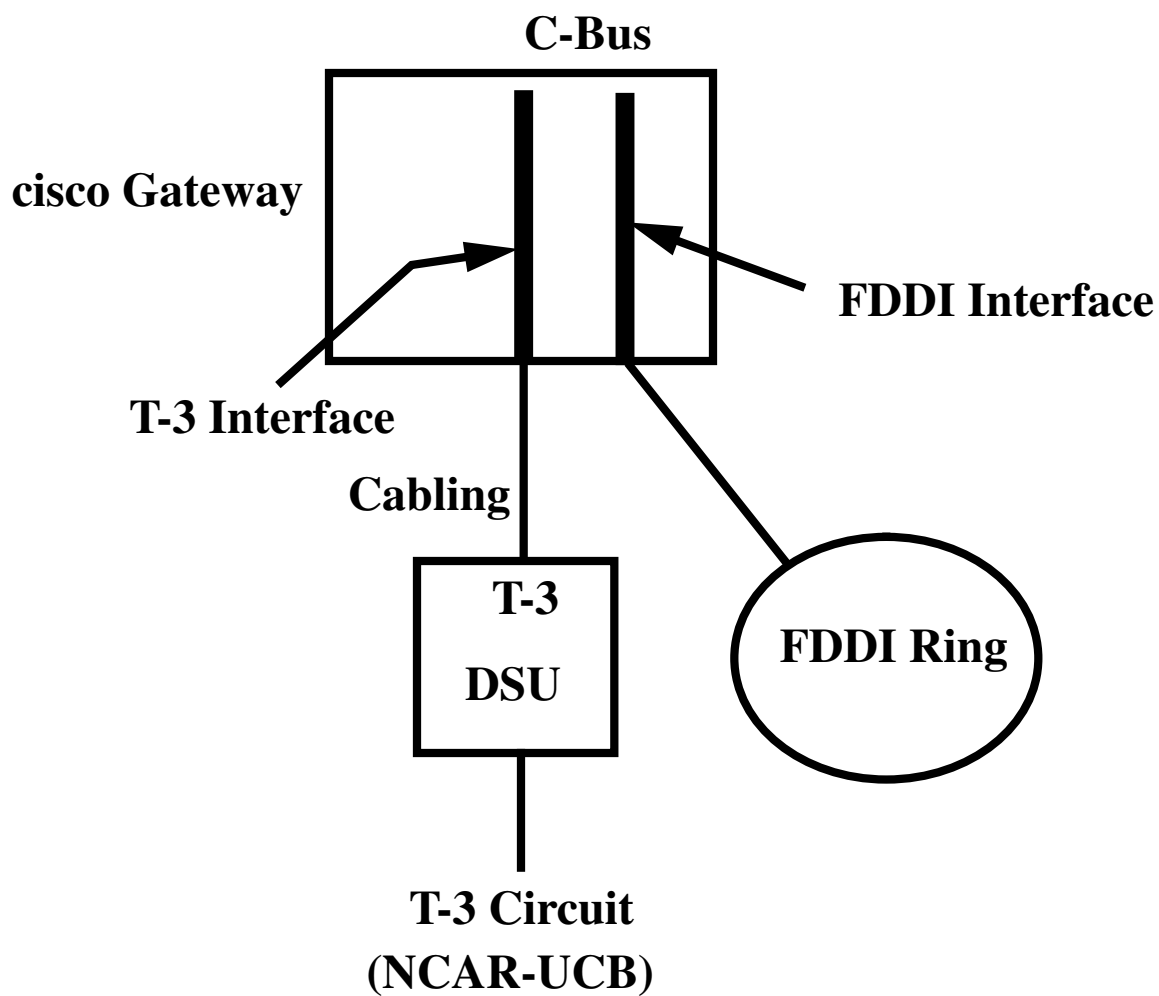 C-Bus
cisco Gateway
FDDI Interface
T-3 Interface
Cabling
T-3
DSU
FDDI Ring
T-3 Circuit
(NCAR-UCB)